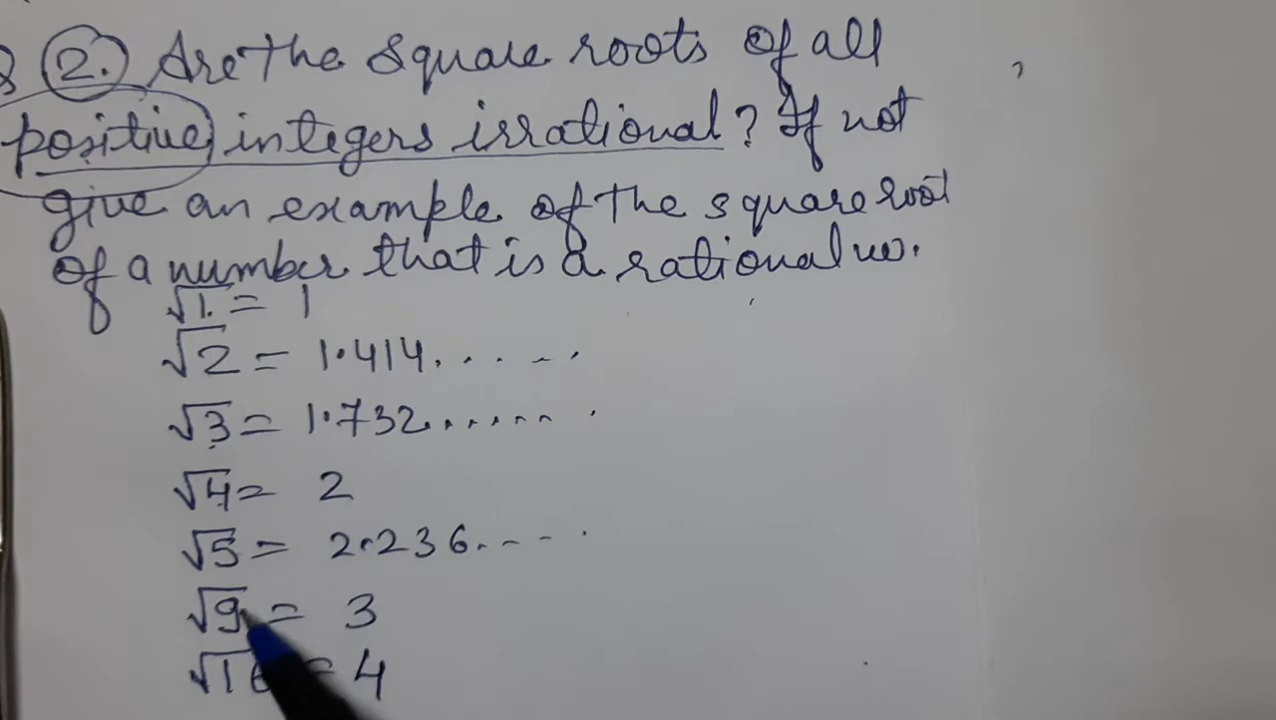 2. Are the square roots of all
positive integers irrational? If not
give an example of the square root
of a number that is a rational no.
√1 = 1
√2 = 1.414.....
√3 = 1.732......
√4 = 2
√5 = 2.236....
√9 = 3
√16 = 4